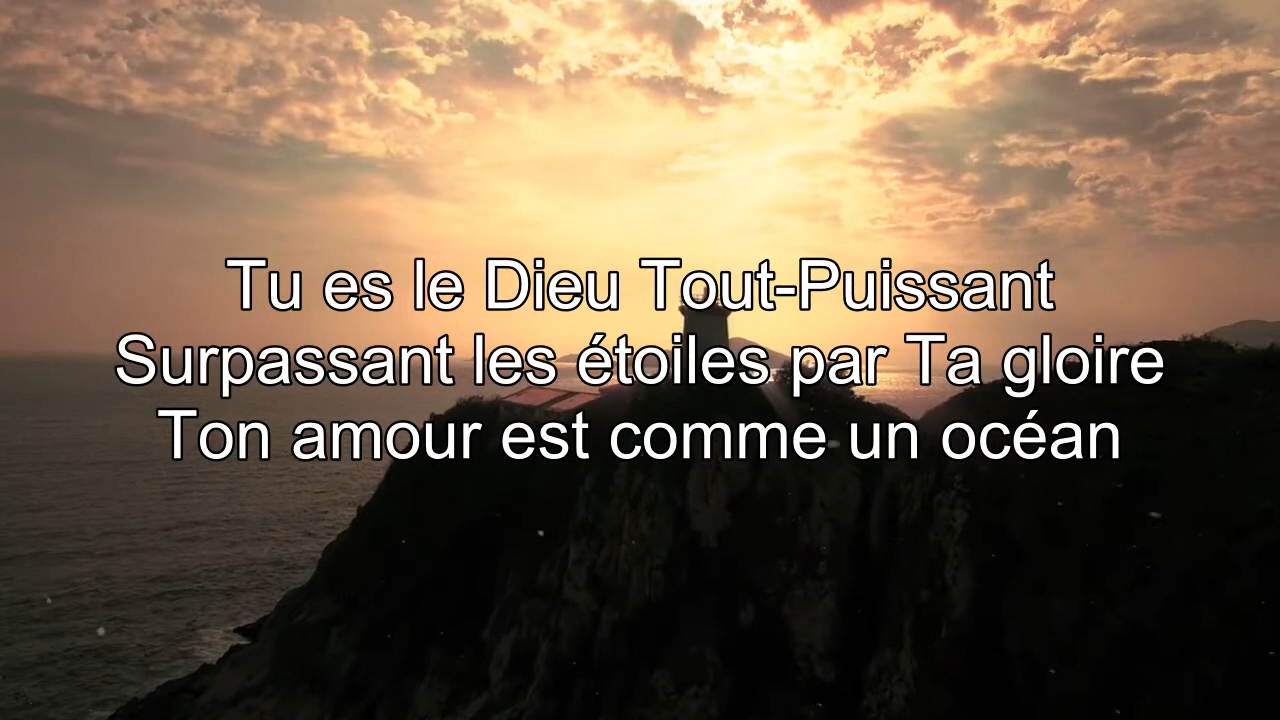 Tu es le Dieu Tout-Puissant
Surpassant les étoiles par Ta gloire
Ton amour est comme un océan